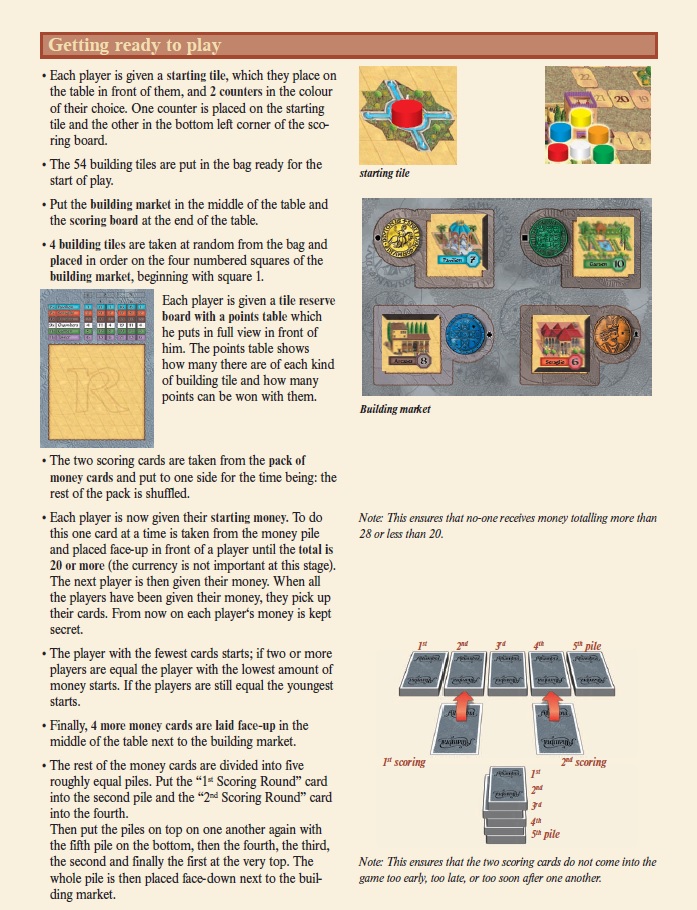 Getting ready to play
• Each player is given a starting tile, which they place on
the table in front of them, and 2 counters in the colour
of their choice. One counter is placed on the starting
tile and the other in the bottom left corner of the sco-
ring board.
• The 54 building tiles are put in the bag ready for the
start of play.
• Put the building market in the middle of the table and
the scoring board at the end of the table.
• 4 building tiles are taken at random from the bag and
placed in order on the four numbered squares of the
building market, beginning with square 1.
Each player is given a tile reserve
board with a points table which
he puts in full view in front of
him. The points table shows
how many there are of each kind
of building tile and how many
points can be won with them.
R
• The two scoring cards are taken from the pack of
money cards and put to one side for the time being: the
rest of the pack is shuffled.
• Each player is now given their starting money. To do
this one card at a time is taken from the money pile
and placed face-up in front of a player until the total is
20 or more (the currency is not important at this stage).
The next player is then given their money. When all
the players have been given their money, they pick up
their cards. From now on each player‘s money is kept
secret.
• The player with the fewest cards starts; if two or more
players are equal the player with the lowest amount of
money starts. If the players are still equal the youngest
starts.
• Finally, 4 more money cards are laid face-up in the
middle of the table next to the building market.
• The rest of the money cards are divided into five
roughly equal piles. Put the “1st Scoring Round” card
into the second pile and the “2nd Scoring Round” card
into the fourth.
Then put the piles on top on one another again with
the fifth pile on the bottom, then the fourth, the third,
the second and finally the first at the very top. The
whole pile is then placed face-down next to the buil-
ding market.
starting tile
22
21 20 19
1 2
Pavillon 7
Garten 10
Arcaden 8
Serail 6
Building market
Note: This ensures that no-one receives money totalling more than
28 or less than 20.
1st 2nd 3rd 4th 5th pile
1st scoring
2nd scoring
1st
2nd
3rd
4th
5th pile
Note: This ensures that the two scoring cards do not come into the
game too early, too late, or too soon after one another.